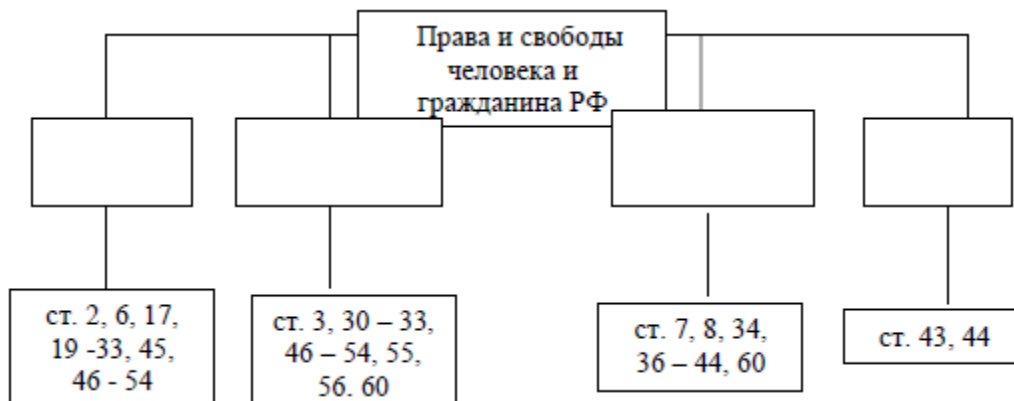 Права и свободы
человека и
гражданина РФ
ст. 2, 6, 17,
19 -33, 45,
46 - 54
ст. 3, 30 – 33,
46 – 54, 55,
56. 60
ст. 7, 8, 34,
36 – 44, 60
ст. 43, 44